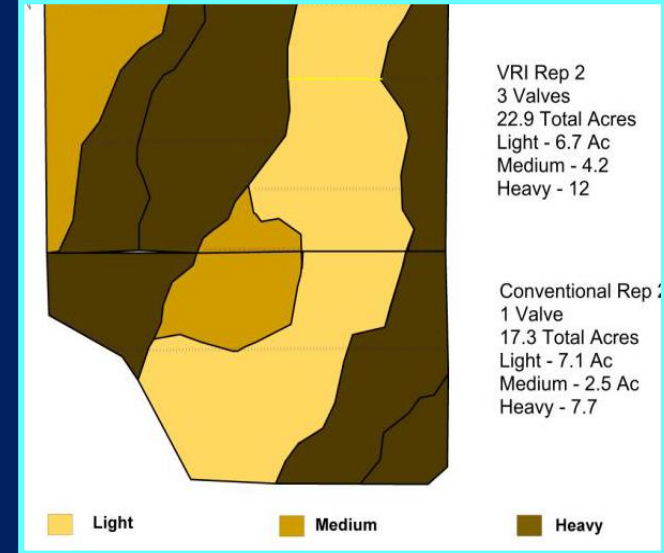 VRI Rep 2
3 Valves
22.9 Total Acres
Light - 6.7 Ac
Medium - 4.2
Heavy - 12
Conventional Rep 2
1 Valve
17.3 Total Acres
Light - 7.1 Ac
Medium - 2.5 Ac
Heavy - 7.7
Light Medium Heavy